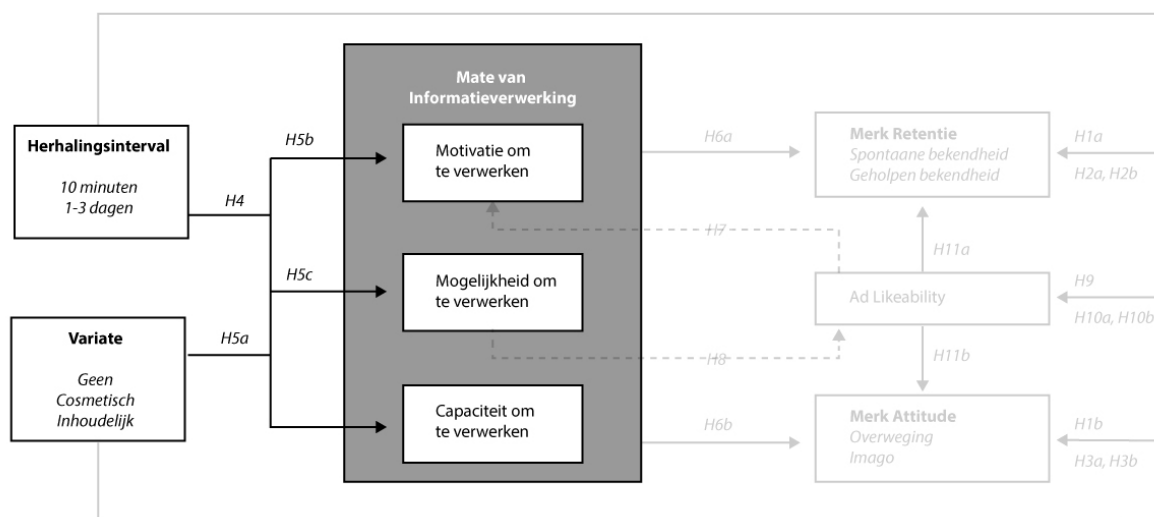 Mate van
Informatieverwerking
Herhalingsinterval
10 minuten
1-3 dagen
H4
H5b
H5c
H5a
Variate
Geen
Cosmetisch
Inhoudelijk
Motivatie om
te verwerken
Mogelijkheid om
te verwerken
Capaciteit om
te verwerken
H6a
H7
H8
H6b
Merk Retentie
Spontaane bekendheid
Geholpen bekendheid
H11a
Ad Likeability
H11b
Merk Attitude
Overweging
Imago
H1a
H2a, H2b
H9
H10a, H10b
H1b
H3a, H3b